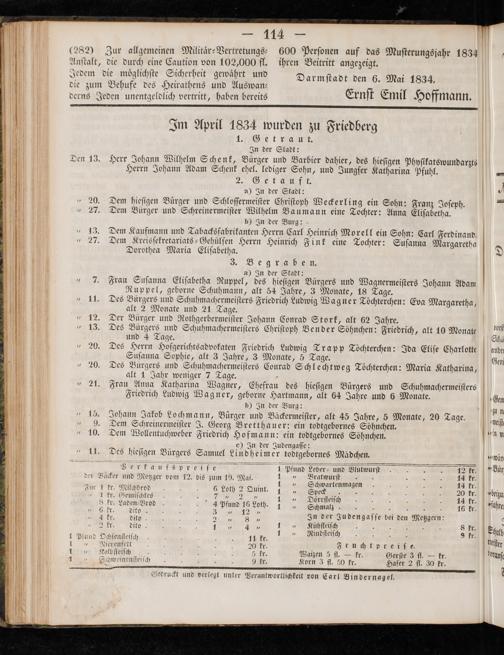 — 114 —
(282) Zur allgemeinen Militär-Vertretungs-
Anstalt, die durch eine Caution von 102,000 fl.
Jedem die möglichste Sicherheit gewährt und
die zum Behufe des Heirathens und Auswan-
derns Jeden unentgeldlich vertritt, haben bereits
600 Personen auf das Musterungsjahr 1834
ihren Beitritt angezeigt.
Darmstadt den 6. Mai 1834.
Ernst Emil Hoffmann.
Im April 1834 wurden zu Friedberg
1. Getraut.
In der Stadt:
Den 13. Herr Johann Wilhelm Schenk, Bürger und Barbier dahier, des hiesigen Physikatswundarzts
Herrn Johann Adam Schenk ehel. lediger Sohn, und Jungfer Katharina Pfuhl.
2. Getauft.
a) In der Stadt:
" 20. Dem hiesigen Bürger und Schlossermeister Christoph Weckerling ein Sohn: Franz Joseph.
" 27. Dem Bürger und Schreinermeister Wilhelm Baumann eine Tochter: Anna Elisabetha.
b) In der Burg:
" 13. Dem Kaufmann und Tabacksfabrikanten Herrn Carl Heinrich Morell ein Sohn: Carl Ferdinand.
" 27. Dem Kreissekretariats-Gehülfen Herrn Heinrich Fink eine Tochter: Susanna Margaretha
Dorothea Maria Elisabetha.
3. Begraben.
a) In der Stadt:
" 7. Frau Susanna Elisabetha Ruppel, des hiesigen Bürgers und Wagnermeisters Johann Adam
Ruppel, geborne Schuhmann, alt 54 Jahre, 3 Monate, 18 Tage.
" 11. Des Bürgers und Schuhmachermeisters Friedrich Ludwig Wagner Töchterchen: Eva Margaretha,
alt 2 Monate und 21 Tage.
" 12. Der Bürger und Rothgerbermeister Johann Conrad Stork, alt 62 Jahre.
" 13. Des Bürgers und Schuhmachermeisters Christoph Bender Söhnchen: Friedrich, alt 10 Monate
und 4 Tage.
" 20. Des Herrn Hofgerichtsadvokaten Friedrich Ludwig Trapp Töchterchen: Ida Elise Charlotte
Susanna Sophie, alt 3 Jahre, 3 Monate, 5 Tage.
" 20. Des Bürgers und Schuhmachermeisters Conrad Schlechtweg Töchterchen: Maria Katharina,
alt 1 Jahr weniger 7 Tage.
" 21. Frau Anna Katharina Wagner, Ehefrau des hiesigen Bürgers und Schuhmachermeisters
Friedrich Ludwig Wagner, geborne Hartmann, alt 64 Jahre und 6 Monate.
b) In der Burg:
" 15. Johann Jakob Lochmann, Bürger und Bäckermeister, alt 45 Jahre, 5 Monate, 20 Tage.
" 9. Dem Schreinermeister J. Georg Bretthauer: ein todtgebornes Söhnchen.
" 10. Dem Wollentuchweber Friedrich Hofmann: ein todtgebornes Söhnchen.
c) In der Judengasse:
" 11. Des hiesigen Bürgers Samuel Lindheimer todtgebornes Mädchen.
Verkaufspreise
der Bäcker und Metzger vom 12. bis zum 19. Mai.
Für 1 kr. Milchbrod 6 Loth 2 Quint.
" 1 kr. Gemischtes 7 " 2 "
" 8 kr. Laibn Brod 4 Pfund 16 Loth.
" 6 kr. dito 3 " 12 "
" 4 kr. dito 2 " 8 "
" 2 kr. dito 1 " 4 "
1 Pfund Ochsenfleisch 11 kr.
1 " Nierenfett 20 kr.
1 " Kalbfleisch 5 kr.
1 " Schweinenfleisch 9 kr.
1 Pfund Leber- und Blutwurst 12 kr.
1 " Bratwurst 14 kr.
1 " Schwartenmagen 14 kr.
1 " Speck 20 kr.
1 " Dörrfleisch 14 kr.
1 " Schmalz 16 kr.
In der Judengasse bei den Metzgern:
1 " Kuhfleisch 8 kr.
1 " Rindfleisch 9 kr.
Fruchtpreise.
Waizen 5 fl. — kr. Gerste 3 fl. — kr.
Korn 3 fl. 50 kr. Hafer 2 fl. 30 kr.
Gedruckt und verlegt unter Verantwortlichkeit von Carl Bindernagel.